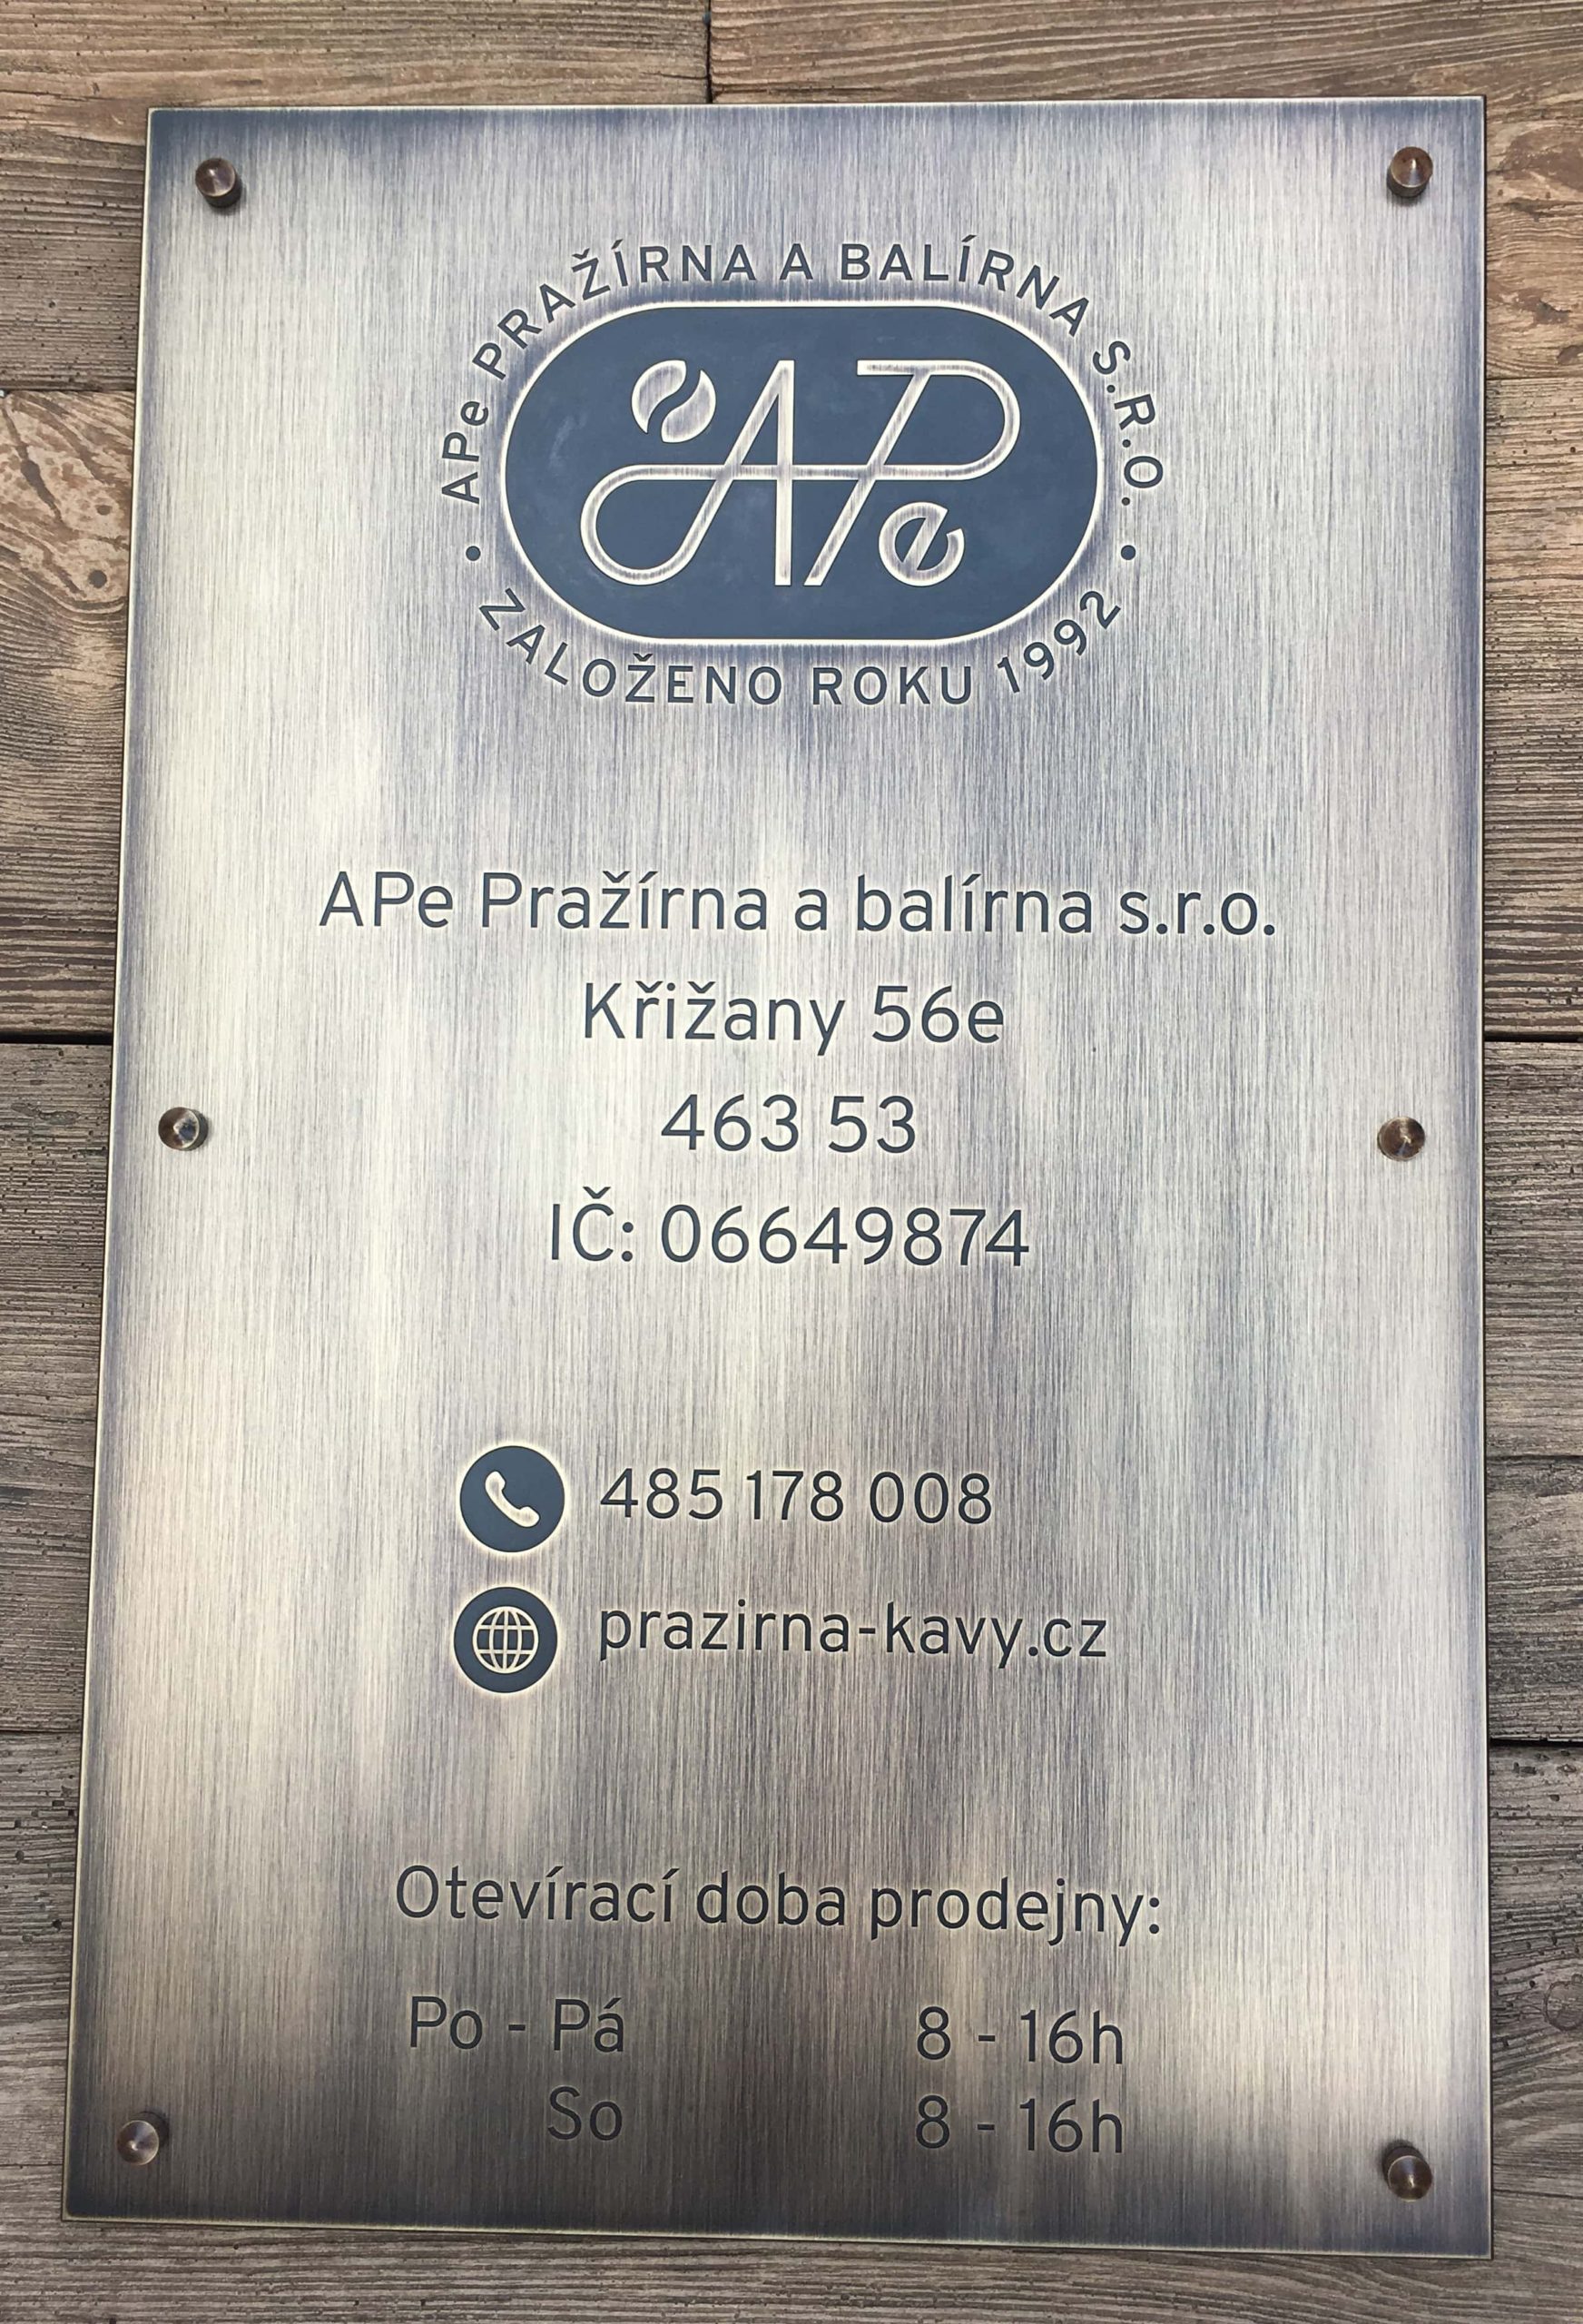 APe PRAŽÍRNA A BALÍRNA S.R.O.
APe
• ZALOŽENO ROKU 1992 •
APe Pražírna a balírna s.r.o.
Křižany 56e
463 53
IČ: 06649874
485 178 008
prazirna-kavy.cz
Otevírací doba prodejny:
Po - Pá 8 - 16h
So 8 - 16h